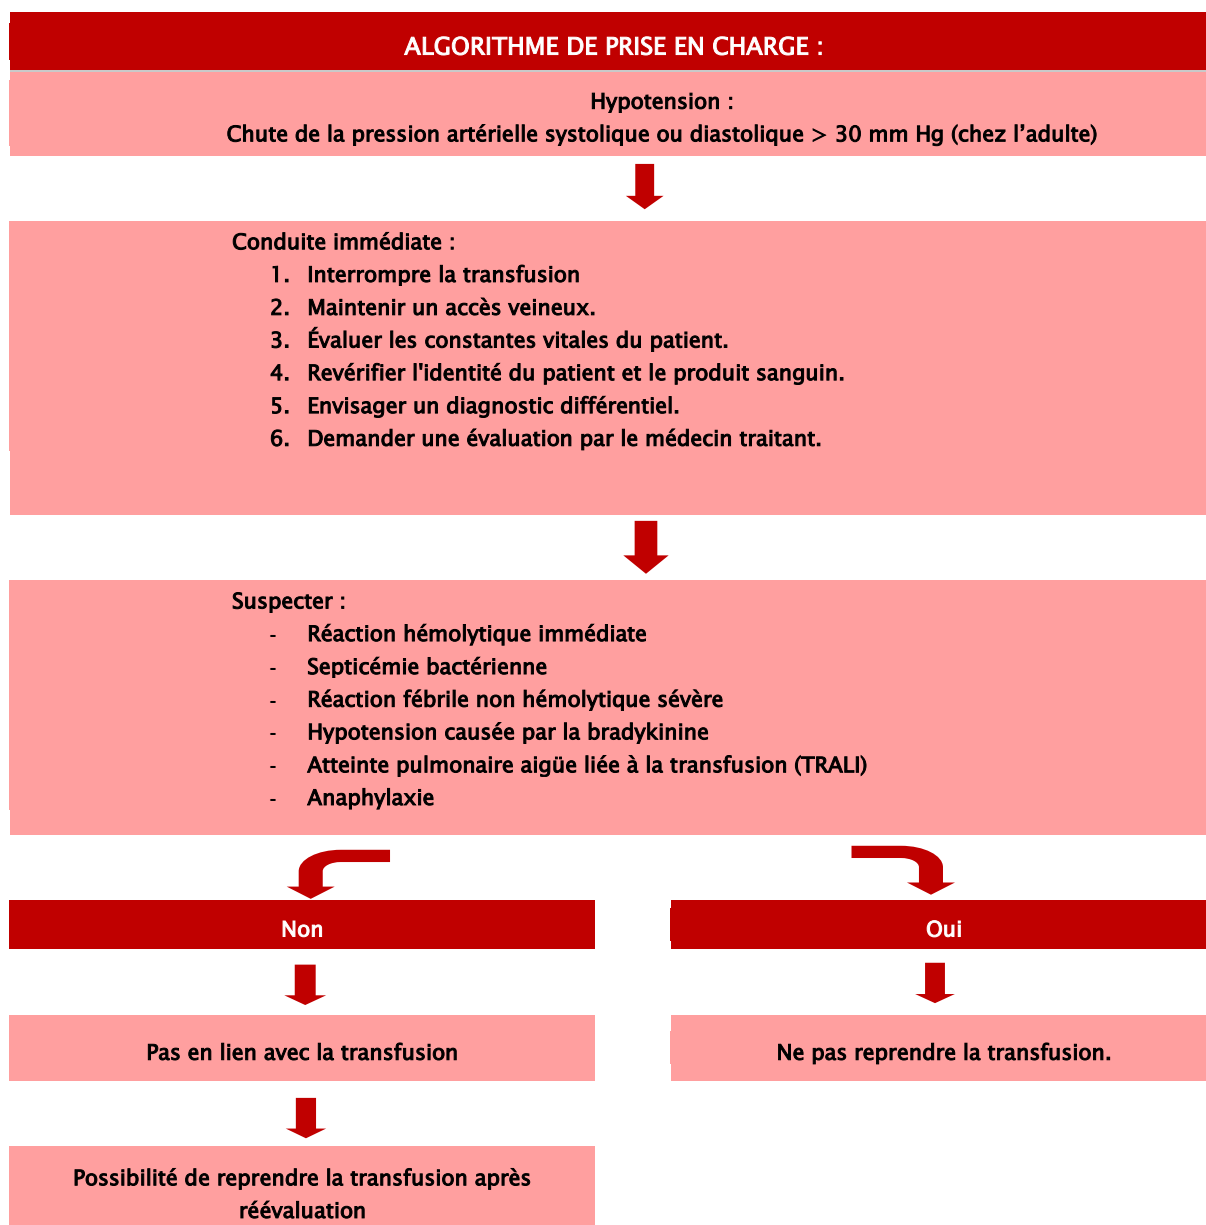 ALGORITHME DE PRISE EN CHARGE :
Hypotension :
Chute de la pression artérielle systolique ou diastolique > 30 mm Hg (chez l'adulte)
Conduite immédiate :
1. Interrompre la transfusion
2. Maintenir un accès veineux.
3. Évaluer les constantes vitales du patient.
4. Revérifier l'identité du patient et le produit sanguin.
5. Envisager un diagnostic différentiel.
6. Demander une évaluation par le médecin traitant.
Suspecter :
- Réaction hémolytique immédiate
- Septicémie bactérienne
- Réaction fébrile non hémolytique sévère
- Hypotension causée par la bradykinine
- Atteinte pulmonaire aigüe liée à la transfusion (TRALI)
- Anaphylaxie
Non
Oui
Pas en lien avec la transfusion
Ne pas reprendre la transfusion.
Possibilité de reprendre la transfusion après
réévaluation